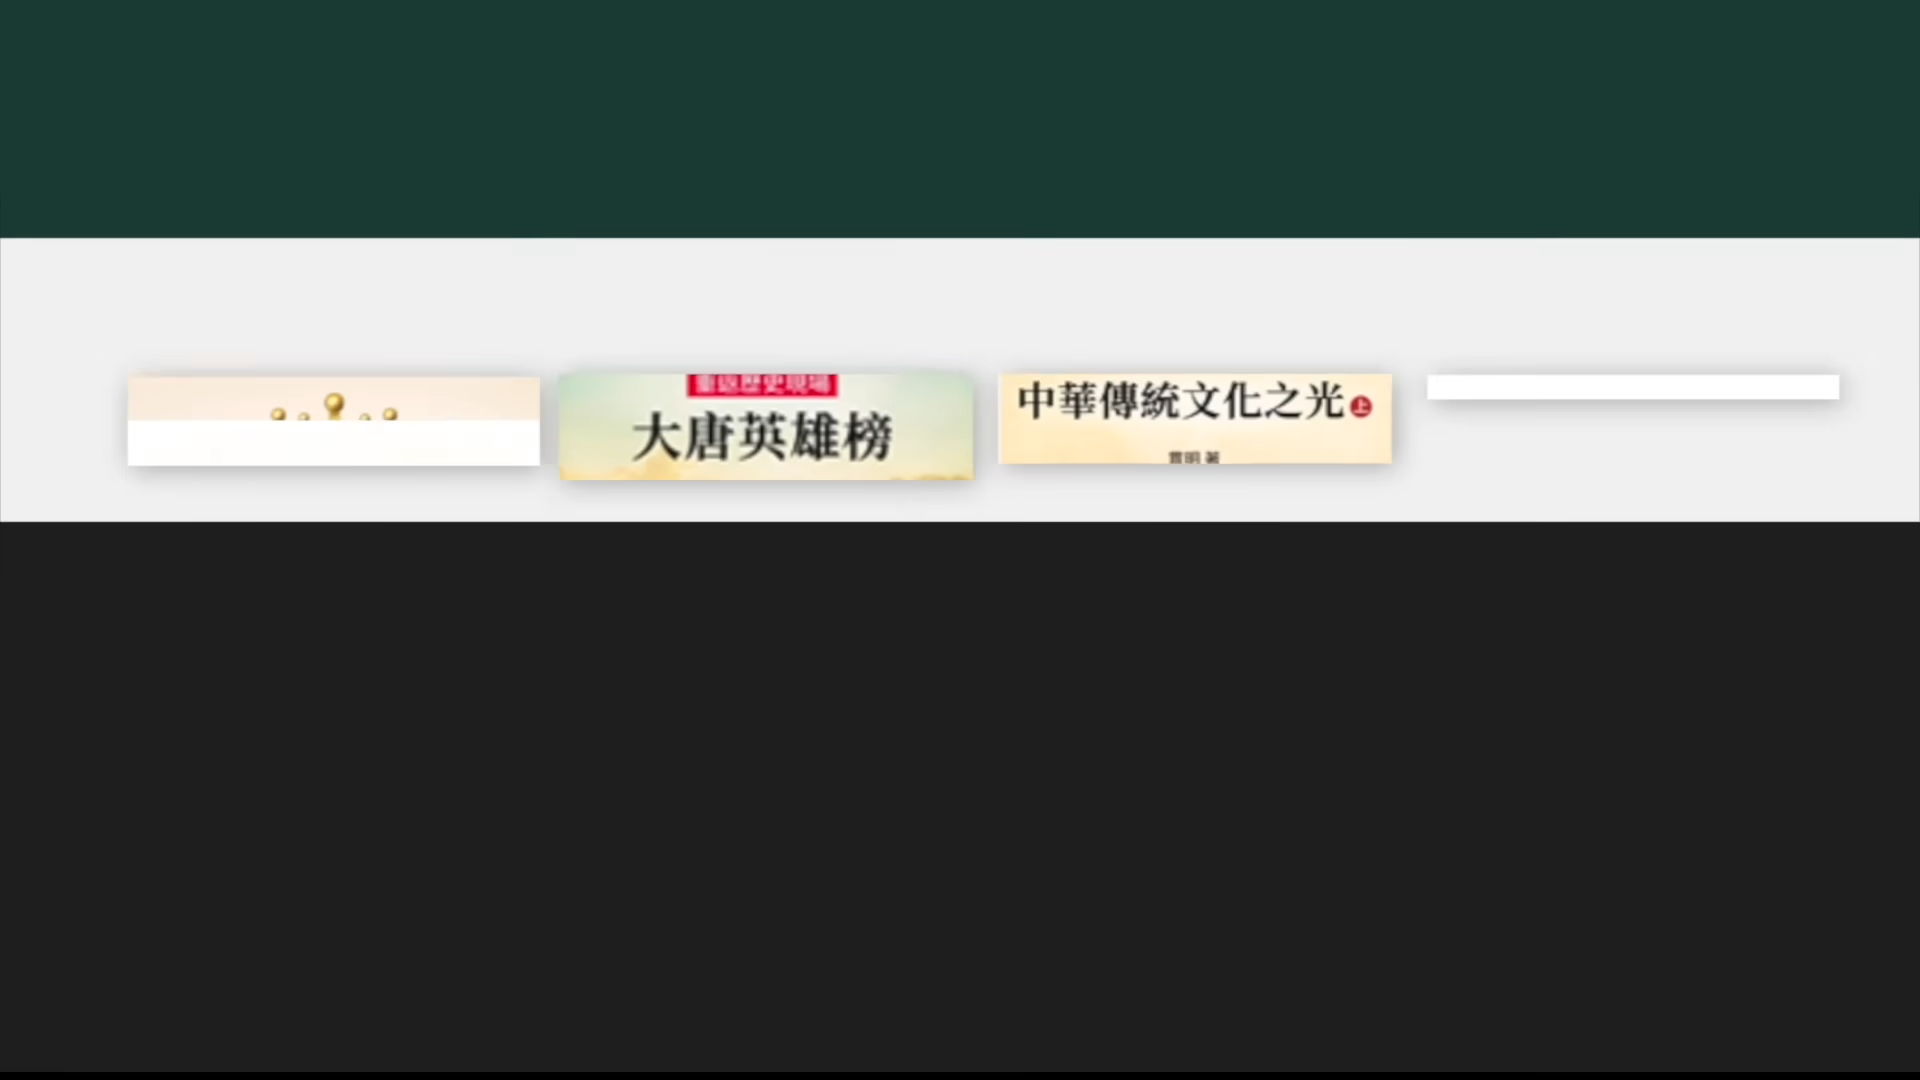 重返歷史現場
大唐英雄榜
中華傳統文化之光上